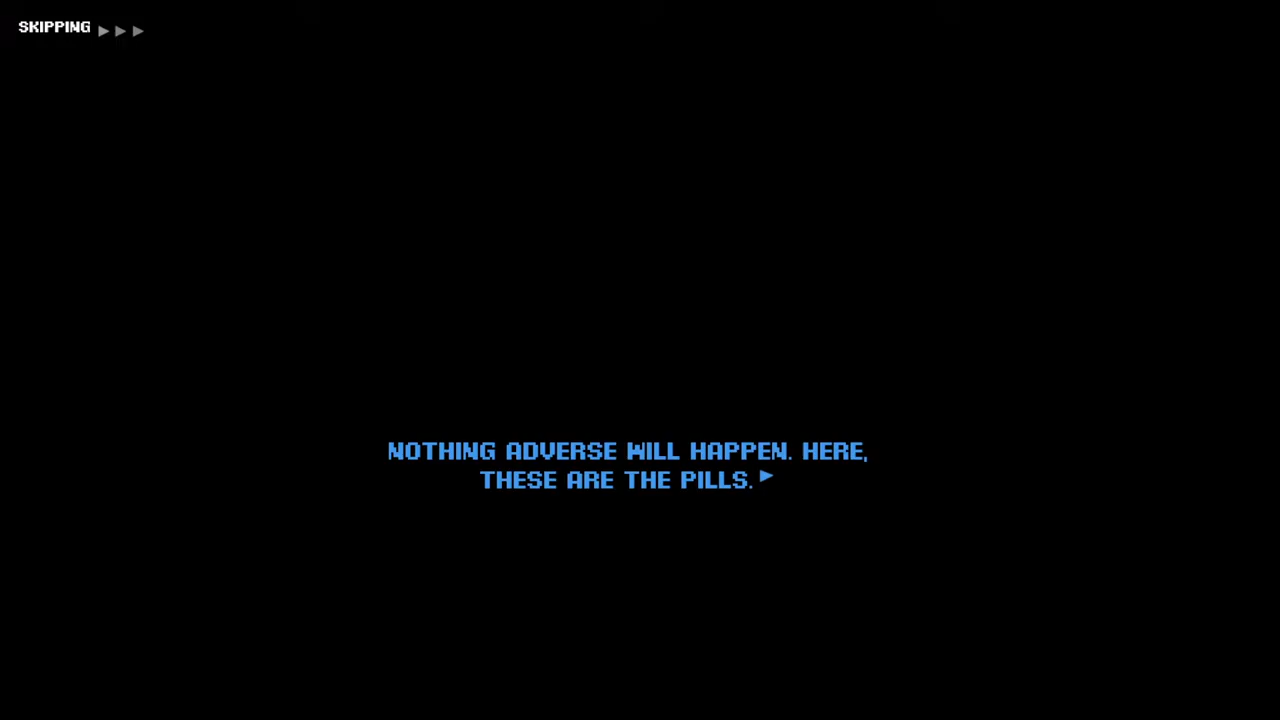 SKIPPING
NOTHING ADVERSE WILL HAPPEN. HERE,
THESE ARE THE PILLS.